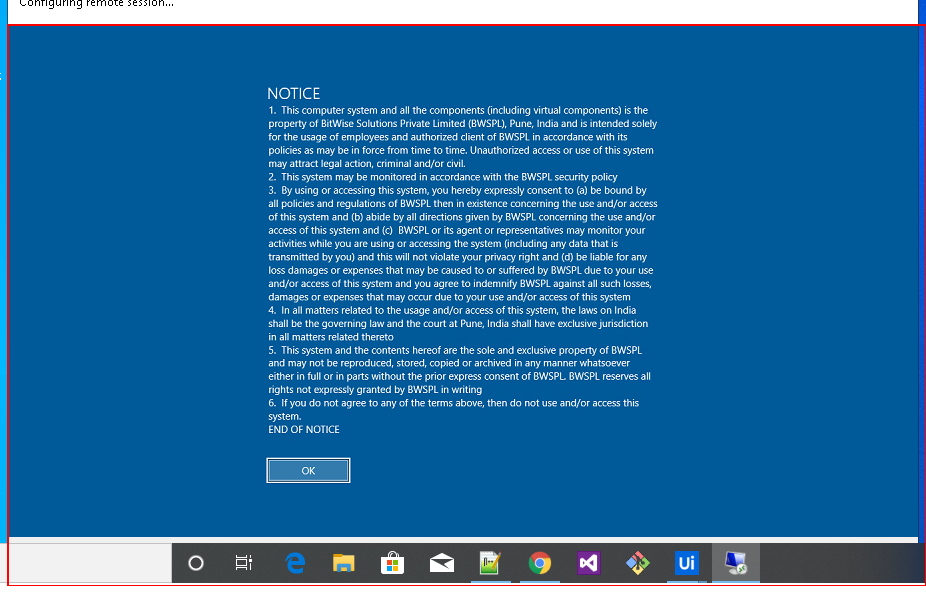 Configuring remote session...
NOTICE
1. This computer system and all the components (including virtual components) is the
property of BitWise Solutions Private Limited (BWSPL), Pune, India and is intended solely
for the usage of employees and authorized client of BWSPL in accordance with its
policies as may be in force from time to time. Unauthorized access or use of this system
may attract legal action, criminal and/or civil.
2. This system may be monitored in accordance with the BWSPL security policy
3. By using or accessing this system, you hereby expressly consent to (a) be bound by
all policies and regulations of BWSPL then in existence concerning the use and/or access
of this system and (b) abide by all directions given by BWSPL concerning the use and/or
access of this system and (c) BWSPL or its agent or representatives may monitor your
activities while you are using or accessing the system (including any data that is
transmitted by you) and this will not violate your privacy right and (d) be liable for any
loss damages or expenses that may be caused to or suffered by BWSPL due to your use
and/or access of this system and you agree to indemnify BWSPL against all such losses,
damages or expenses that may occur due to your use and/or access of this system
4. In all matters related to the usage and/or access of this system, the laws on India
shall be the governing law and the court at Pune, India shall have exclusive jurisdiction
in all matters related thereto
5. This system and the contents hereof are the sole and exclusive property of BWSPL
and may not be reproduced, stored, copied or archived in any manner whatsoever
either in full or in parts without the prior express consent of BWSPL. BWSPL reserves all
rights not expressly granted by BWSPL in writing
6. If you do not agree to any of the terms above, then do not use and/or access this
system.
END OF NOTICE
OK
Ui